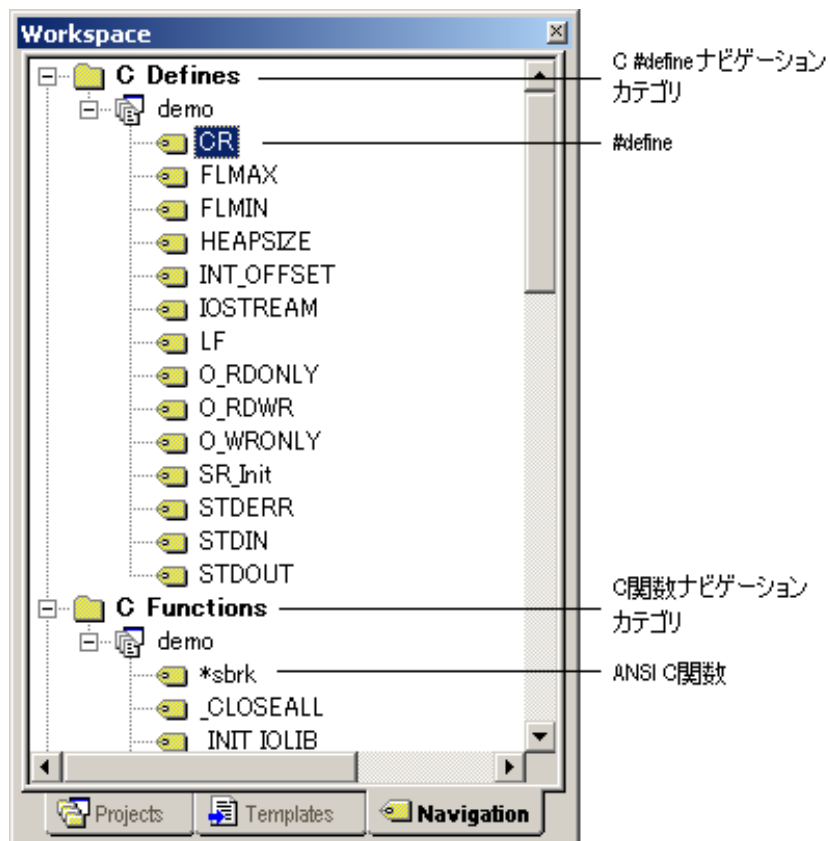 Workspace
C Defines
C #defineナビゲーション
カテゴリ
demo
CR
#define
FLMAX
FLMIN
HEAPSIZE
INT_OFFSET
IOSTREAM
LF
O_RDONLY
O_RDWR
O_WRONLY
SR_Init
STDERR
STDIN
STDOUT
C Functions
C関数ナビゲーション
カテゴリ
demo
*sbrk
ANSI C関数
_CLOSEALL
_INIT_IOLIB
Projects
Templates
Navigation